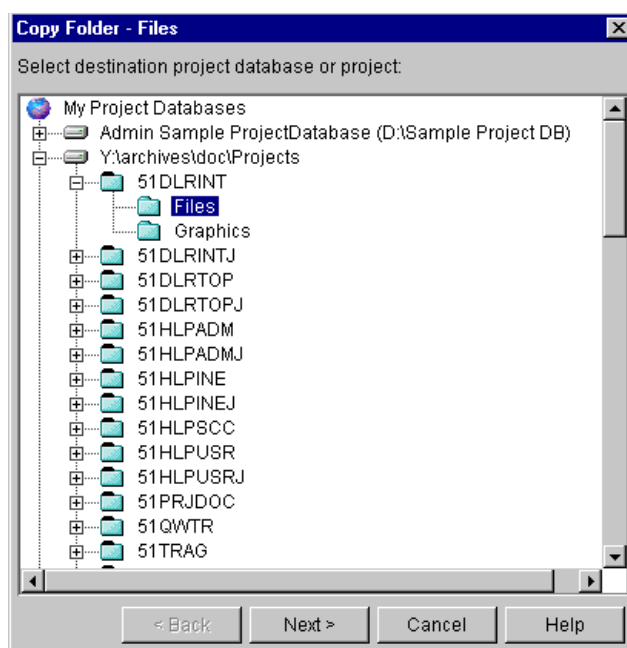 Copy Folder - Files
Select destination project database or project:
My Project Databases
Admin Sample ProjectDatabase (D:\Sample Project DB)
Y:\archives\doc\Projects
51DLRINT
Files
Graphics
51DLRINTJ
51DLRTOP
51DLRTOPJ
51HLPADM
51HLPADMJ
51HLPINE
51HLPINEJ
51HLPSCC
51HLPUSR
51HLPUSRJ
51PRJDOC
51QWTR
51TRAG
< Back Next > Cancel Help